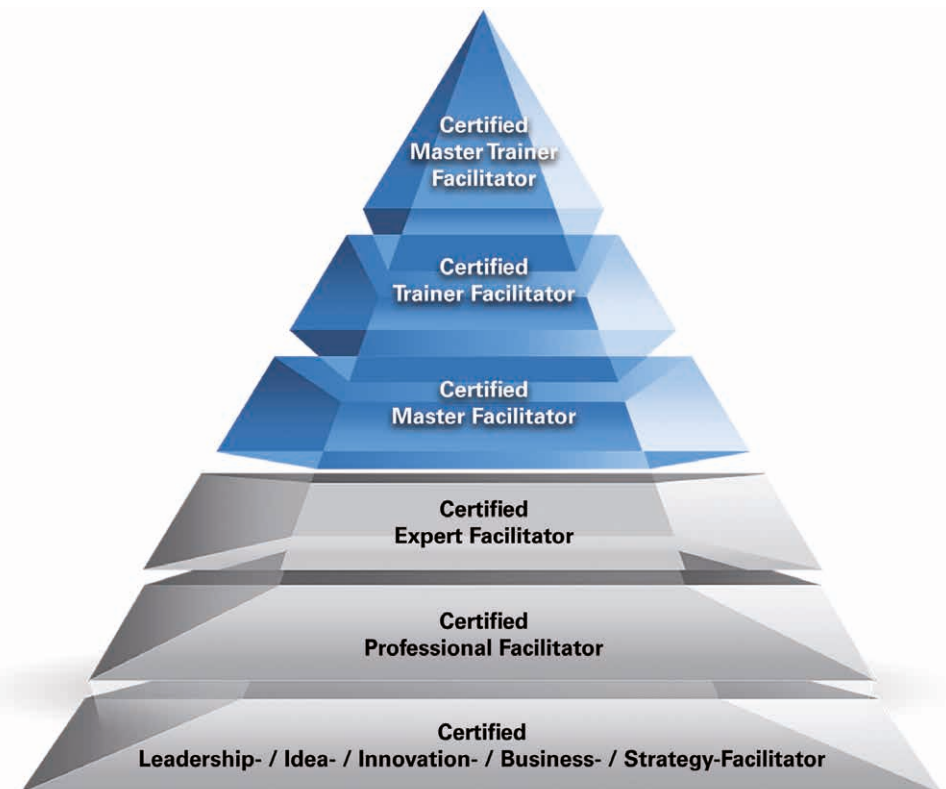 Certified
Master Trainer
Facilitator
Certified
Trainer Facilitator
Certified
Master Facilitator
Certified
Expert Facilitator
Certified
Professional Facilitator
Certified
Leadership- / Idea- / Innovation- / Business- / Strategy-Facilitator